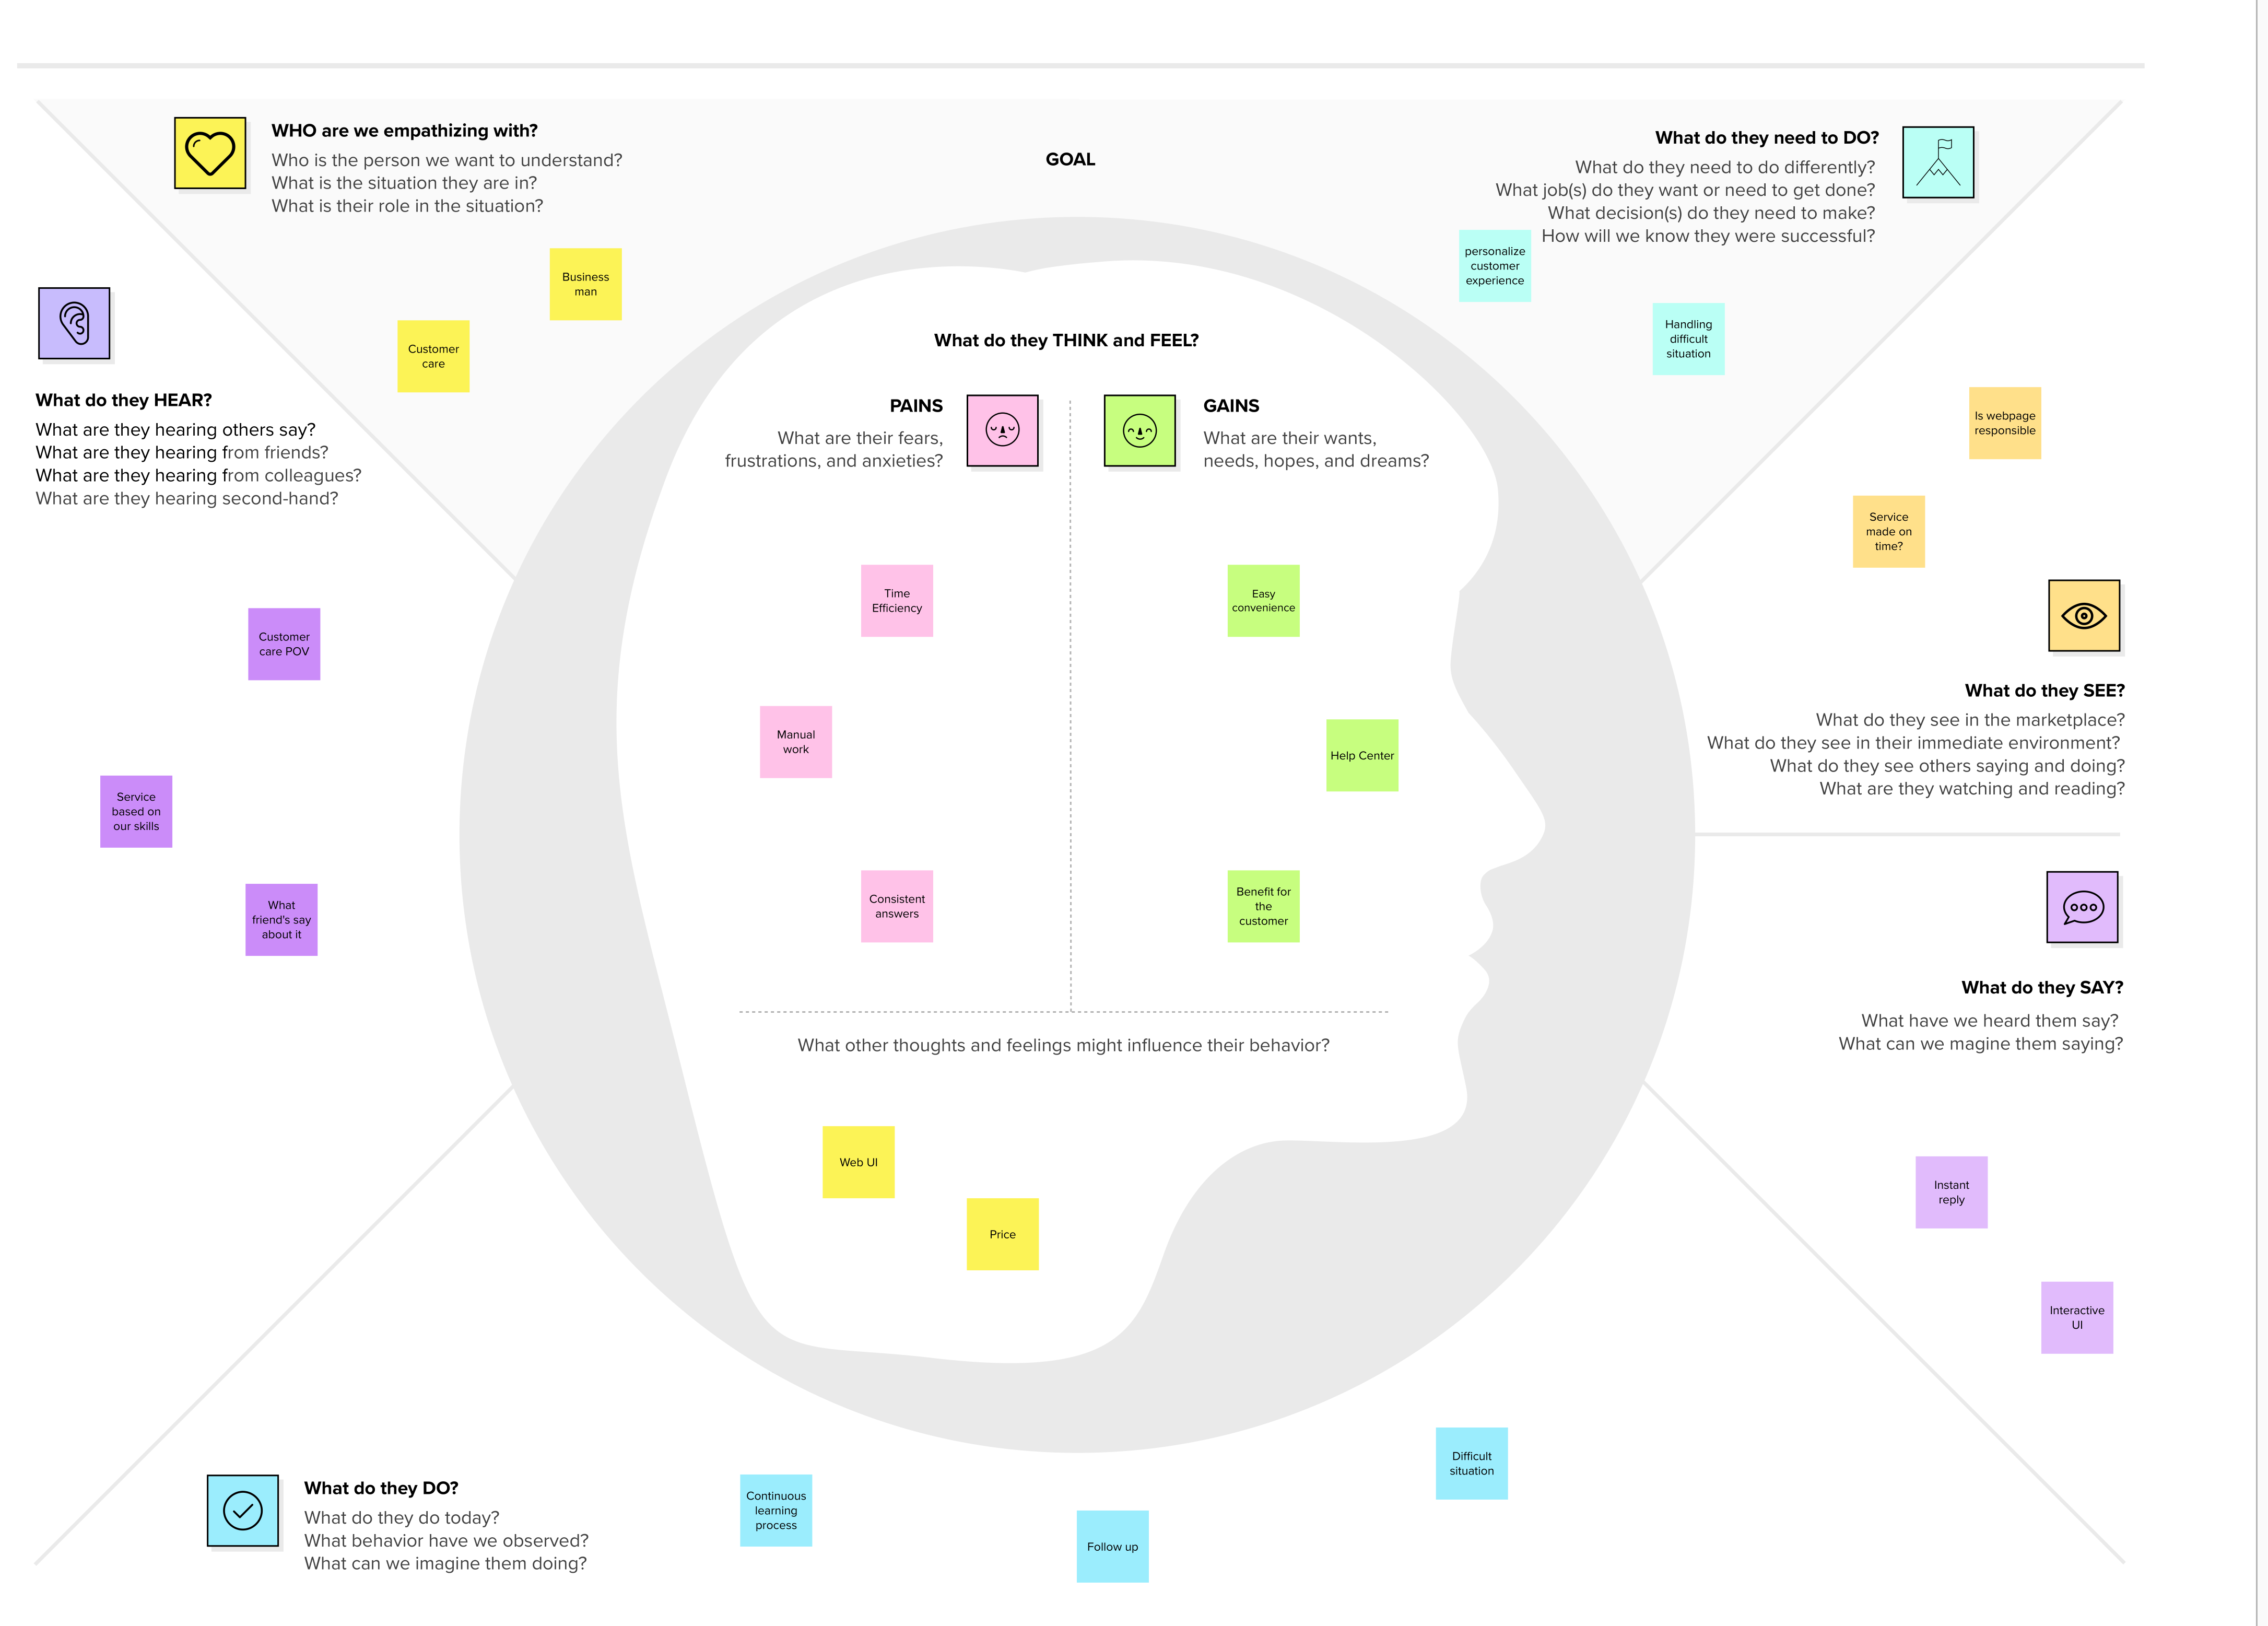 WHO are we empathizing with?
Who is the person we want to understand?
What is the situation they are in?
What is their role in the situation?
Business
man
Customer
care
GOAL
What do they need to DO?
What do they need to do differently?
What job(s) do they want or need to get done?
What decision(s) do they need to make?
How will we know they were successful?
personalize
customer
experience
Handling
difficult
situation
What do they HEAR?
What are they hearing others say?
What are they hearing from friends?
What are they hearing from colleagues?
What are they hearing second-hand?
Customer
care POV
Service
based on
our skills
What
friend's say
about it
What do they THINK and FEEL?
PAINS
What are their fears,
frustrations, and anxieties?
Time
Efficiency
Manual
work
Consistent
answers
GAINS
What are their wants,
needs, hopes, and dreams?
Easy
convenience
Help Center
Benefit for
the
customer
What other thoughts and feelings might influence their behavior?
Web UI
Price
Is webpage
responsible
Service
made on
time?
What do they SEE?
What do they see in the marketplace?
What do they see in their immediate environment?
What do they see others saying and doing?
What are they watching and reading?
What do they SAY?
What have we heard them say?
What can we magine them saying?
Instant
reply
Interactive
UI
What do they DO?
What do they do today?
What behavior have we observed?
What can we imagine them doing?
Continuous
learning
process
Follow up
Difficult
situation